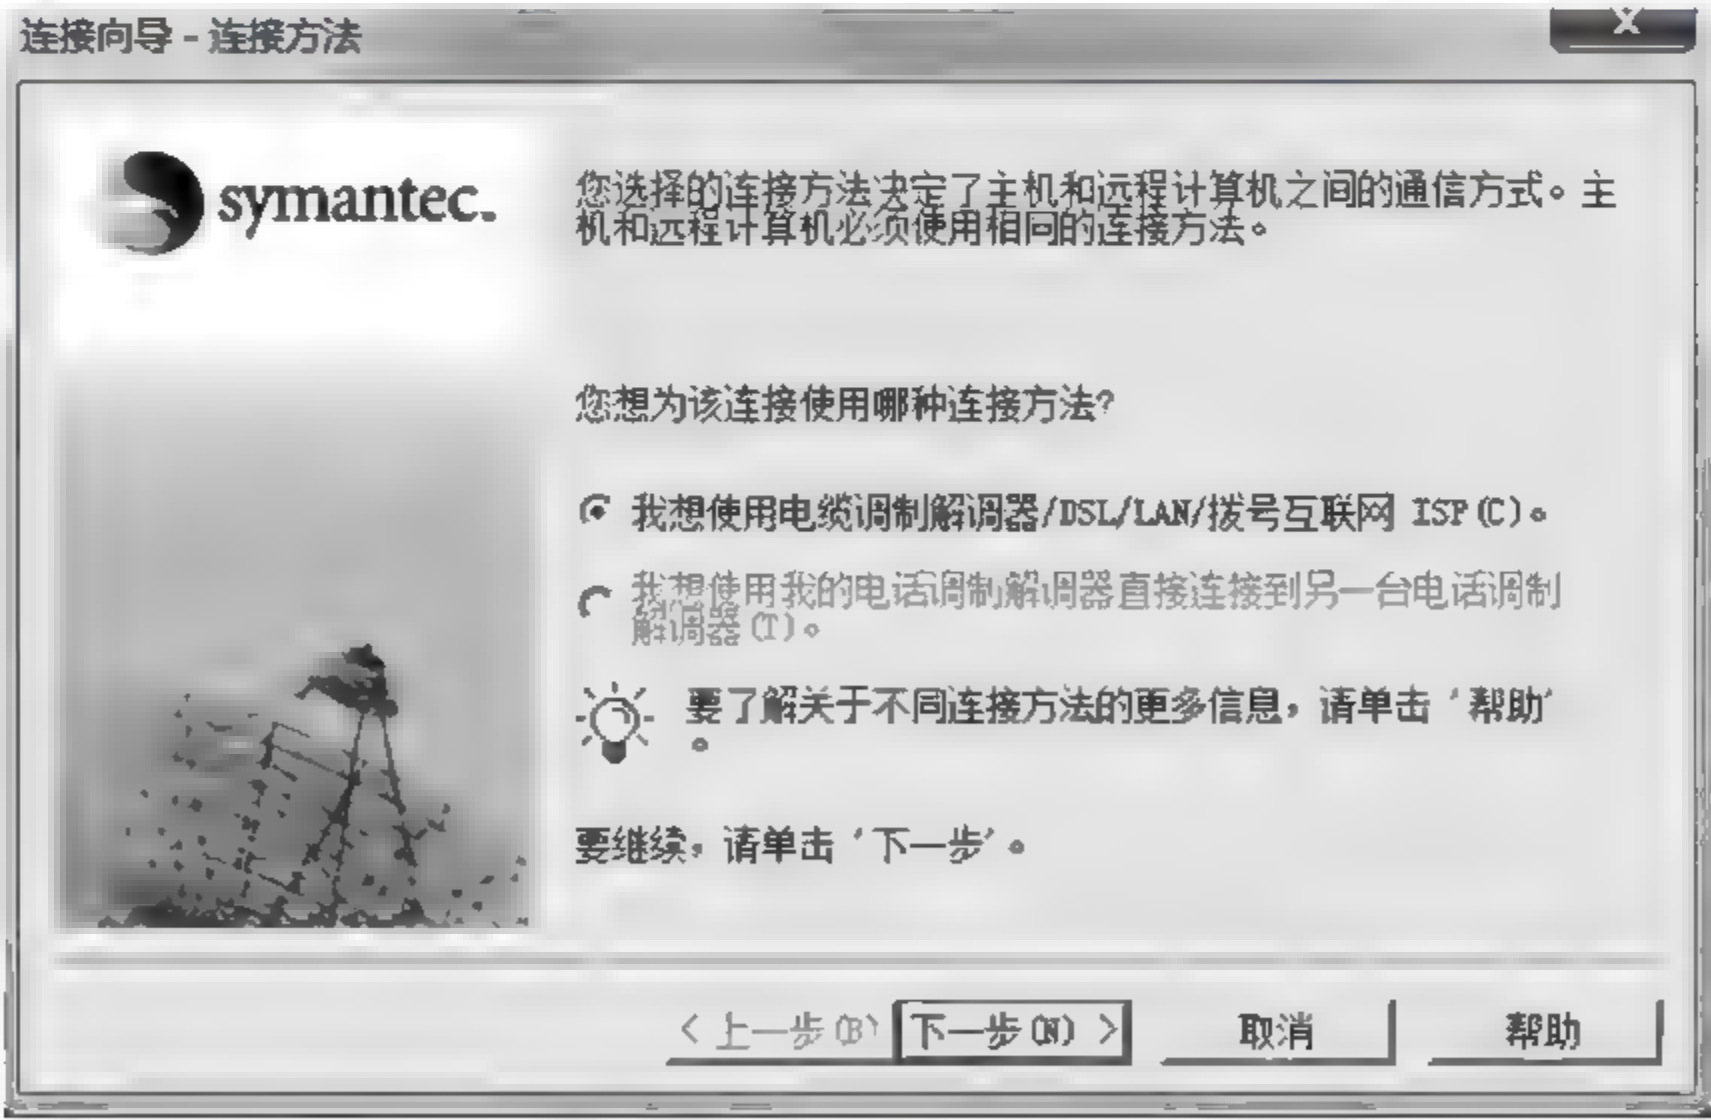 连接向导 - 连接方法
X
symantec.
您选择的连接方法决定了主机和远程计算机之间的通信方式。主
机和远程计算机必须使用相同的连接方法。
您想为该连接使用哪种连接方法?
我想使用电缆调制解调器/DSL/LAN/拨号互联网 ISP(C)。
我想使用我的电话调制解调器直接连接到另一台电话调制
解调器(T)。
要了解关于不同连接方法的更多信息，请单击‘帮助’
。
要继续，请单击‘下一步’。
< 上一步(B) 下一步(N) > 取消 帮助